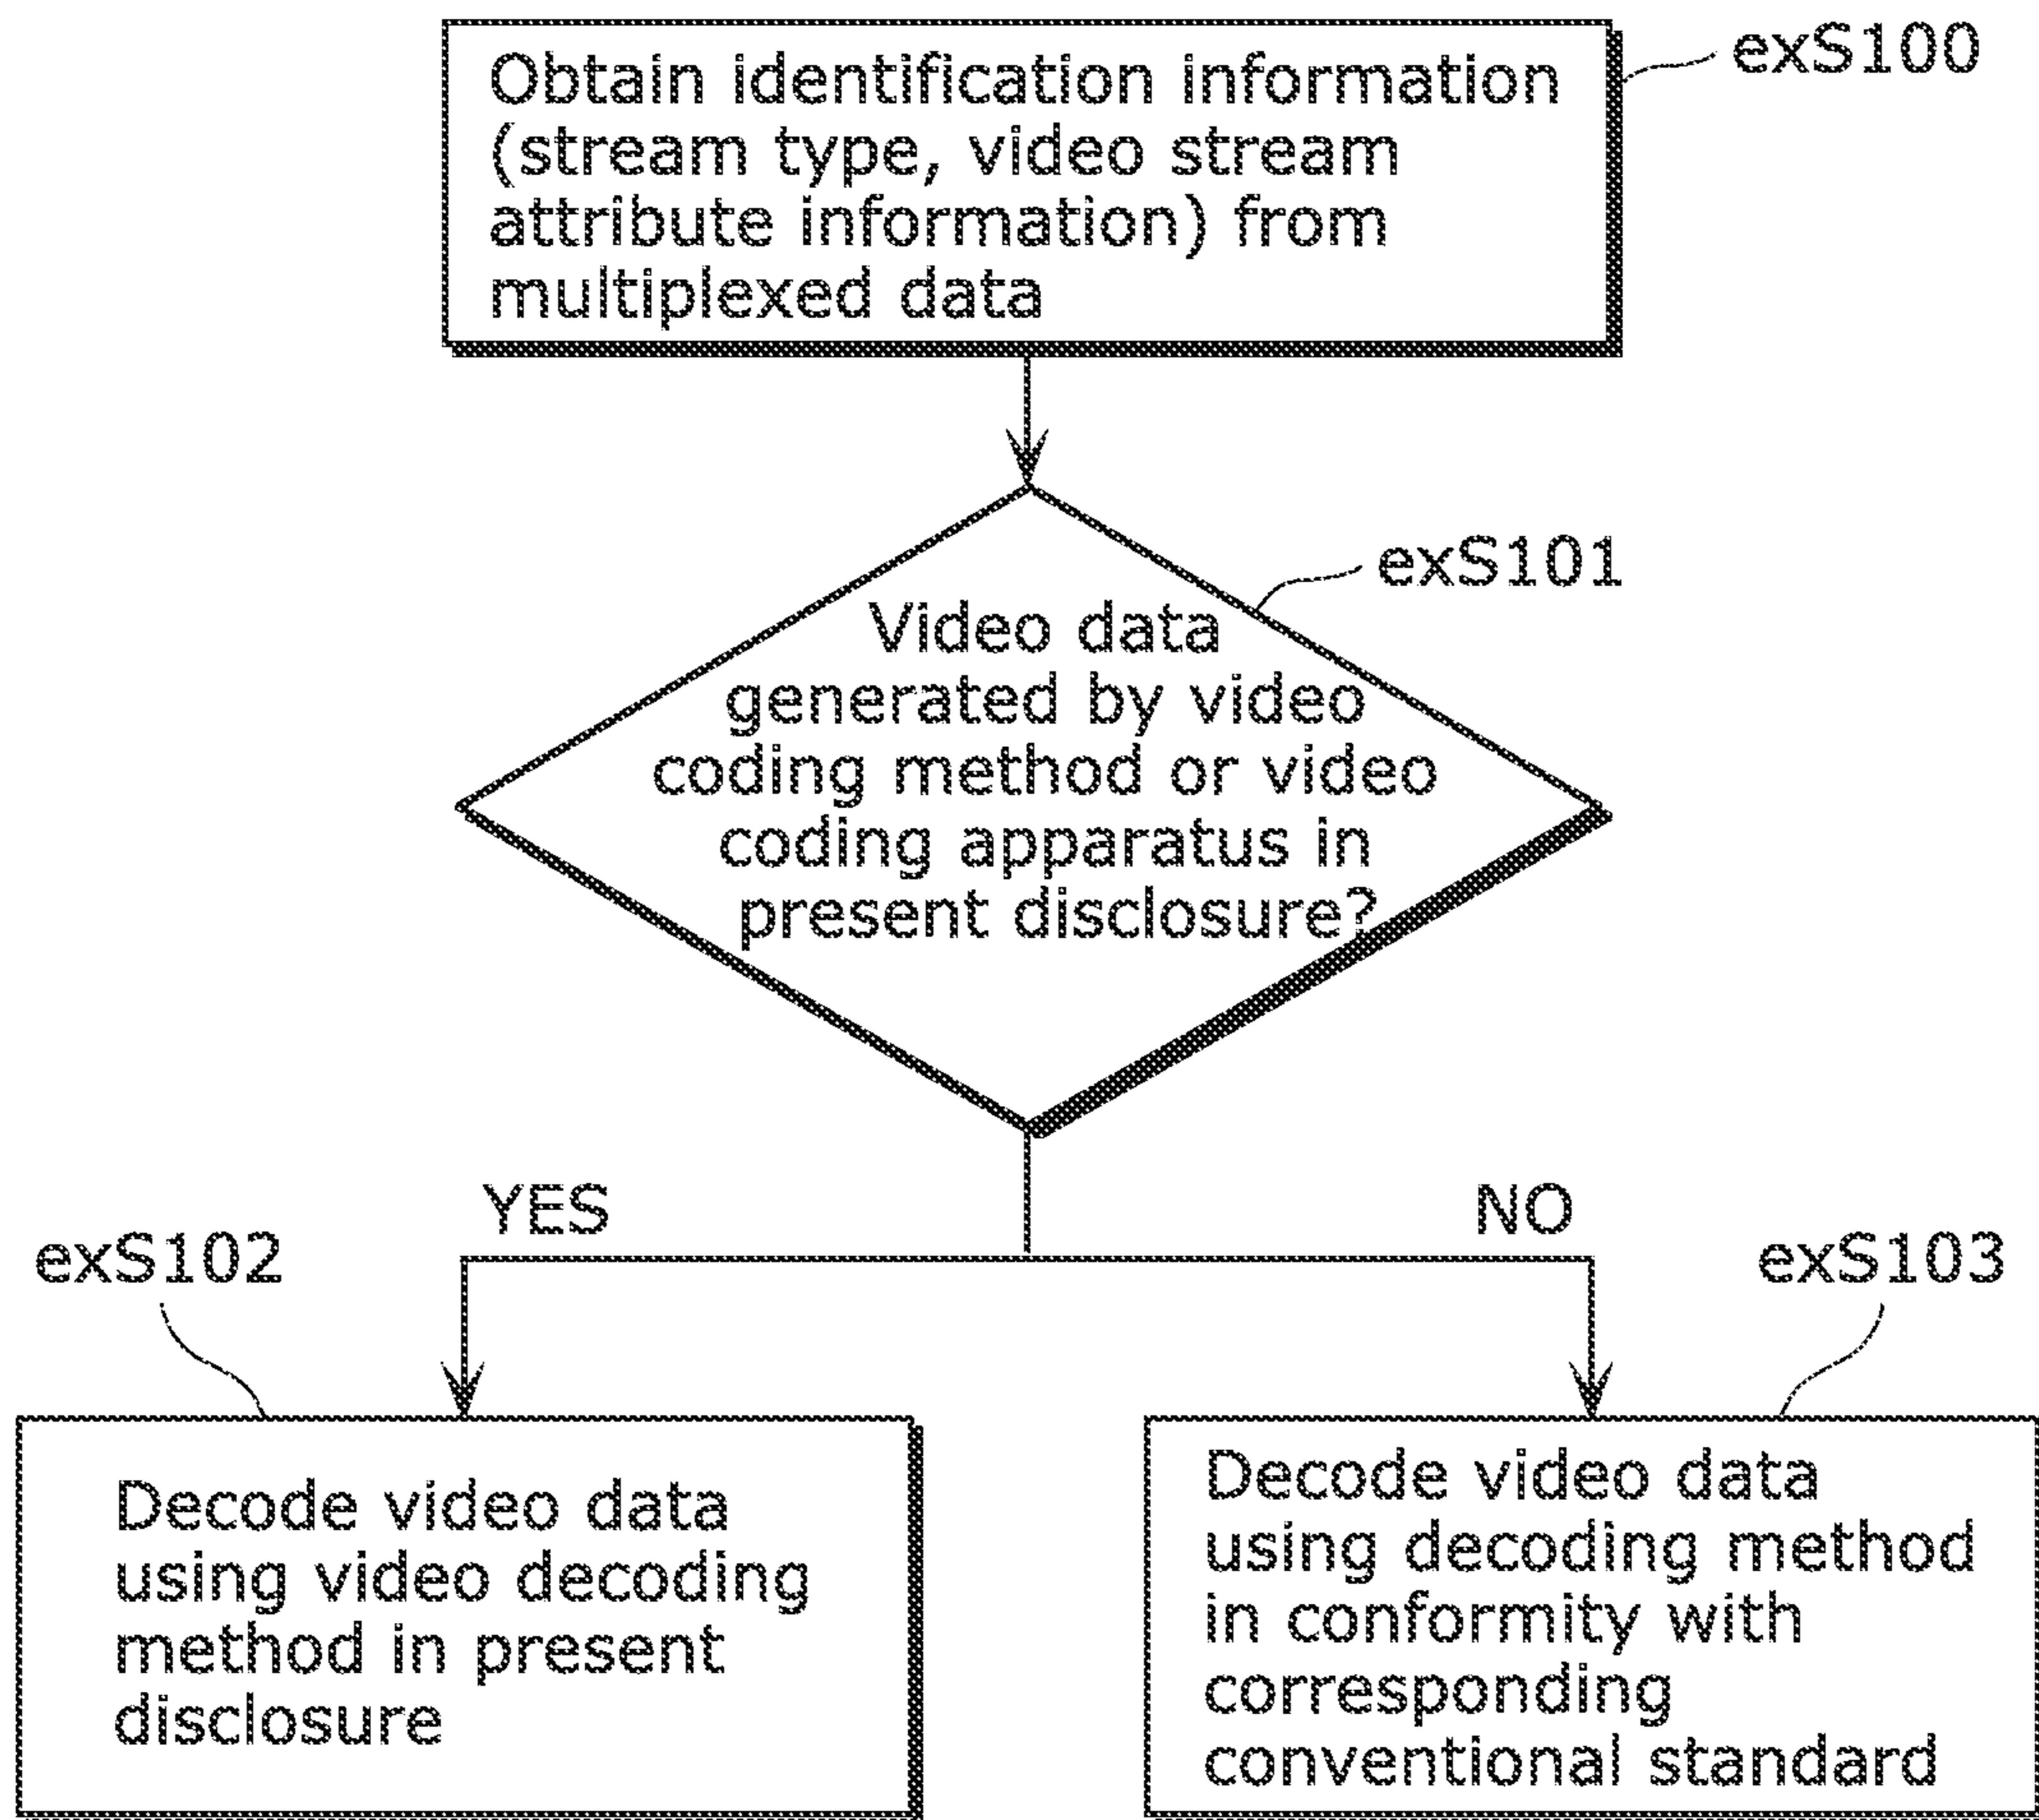 Obtain identification information
(stream type, video stream
attribute information) from
multiplexed data
exS100
exS101
Video data
generated by video
coding method or video
coding apparatus in
present disclosure?
YES
NO
exS102
exS103
Decode video data
using video decoding
method in present
disclosure
Decode video data
using decoding method
in conformity with
corresponding
conventional standard